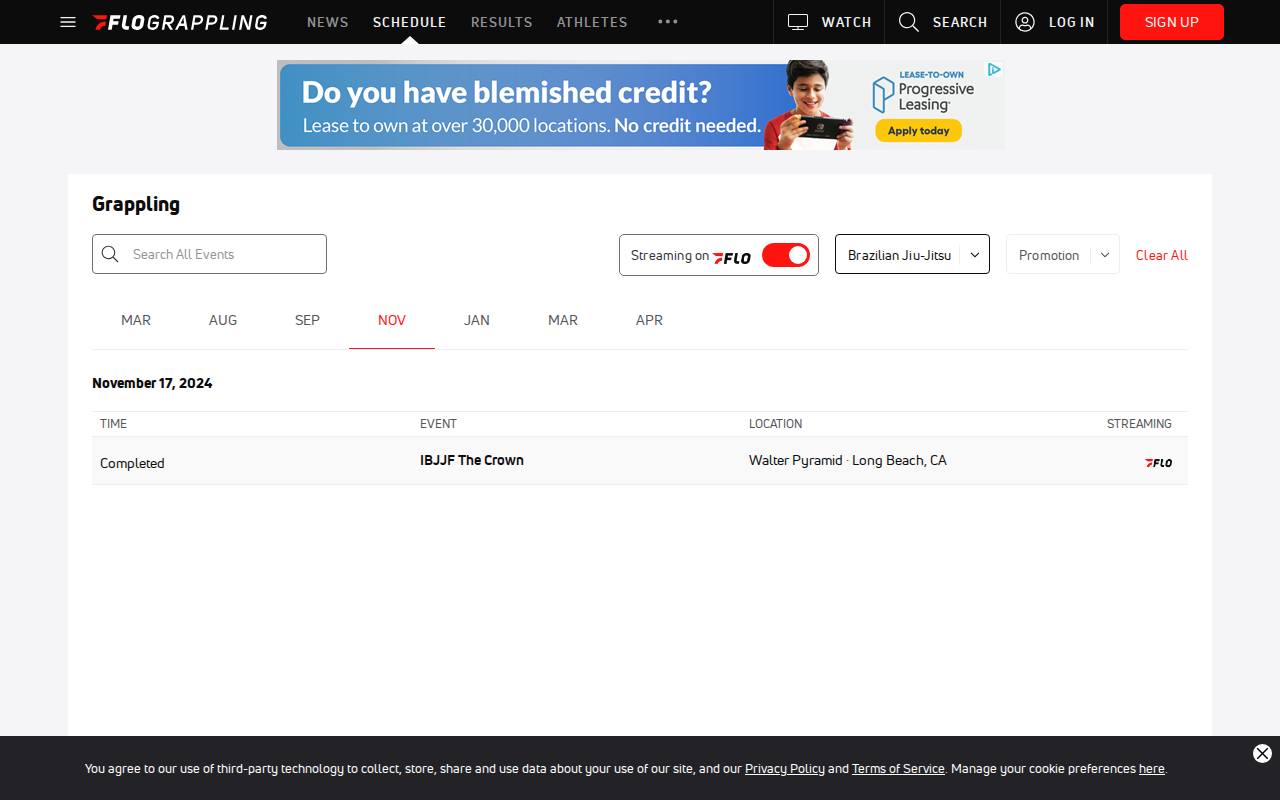 FLOGRAPPLING NEWS SCHEDULE RESULTS ATHLETES ••• WATCH SEARCH LOG IN SIGN UP
Do you have blemished credit?
Lease to own at over 30,000 locations. No credit needed.
LEASE-TO-OWN
Progressive
Leasing
Apply today
Grappling
Search All Events
Streaming on FLO
Brazilian Jiu-Jitsu
Promotion
Clear All
MAR AUG SEP NOV JAN MAR APR
November 17, 2024
TIME EVENT LOCATION STREAMING
Completed IBJJF The Crown Walter Pyramid · Long Beach, CA FLO
You agree to our use of third-party technology to collect, store, share and use data about your use of our site, and our Privacy Policy and Terms of Service. Manage your cookie preferences here.